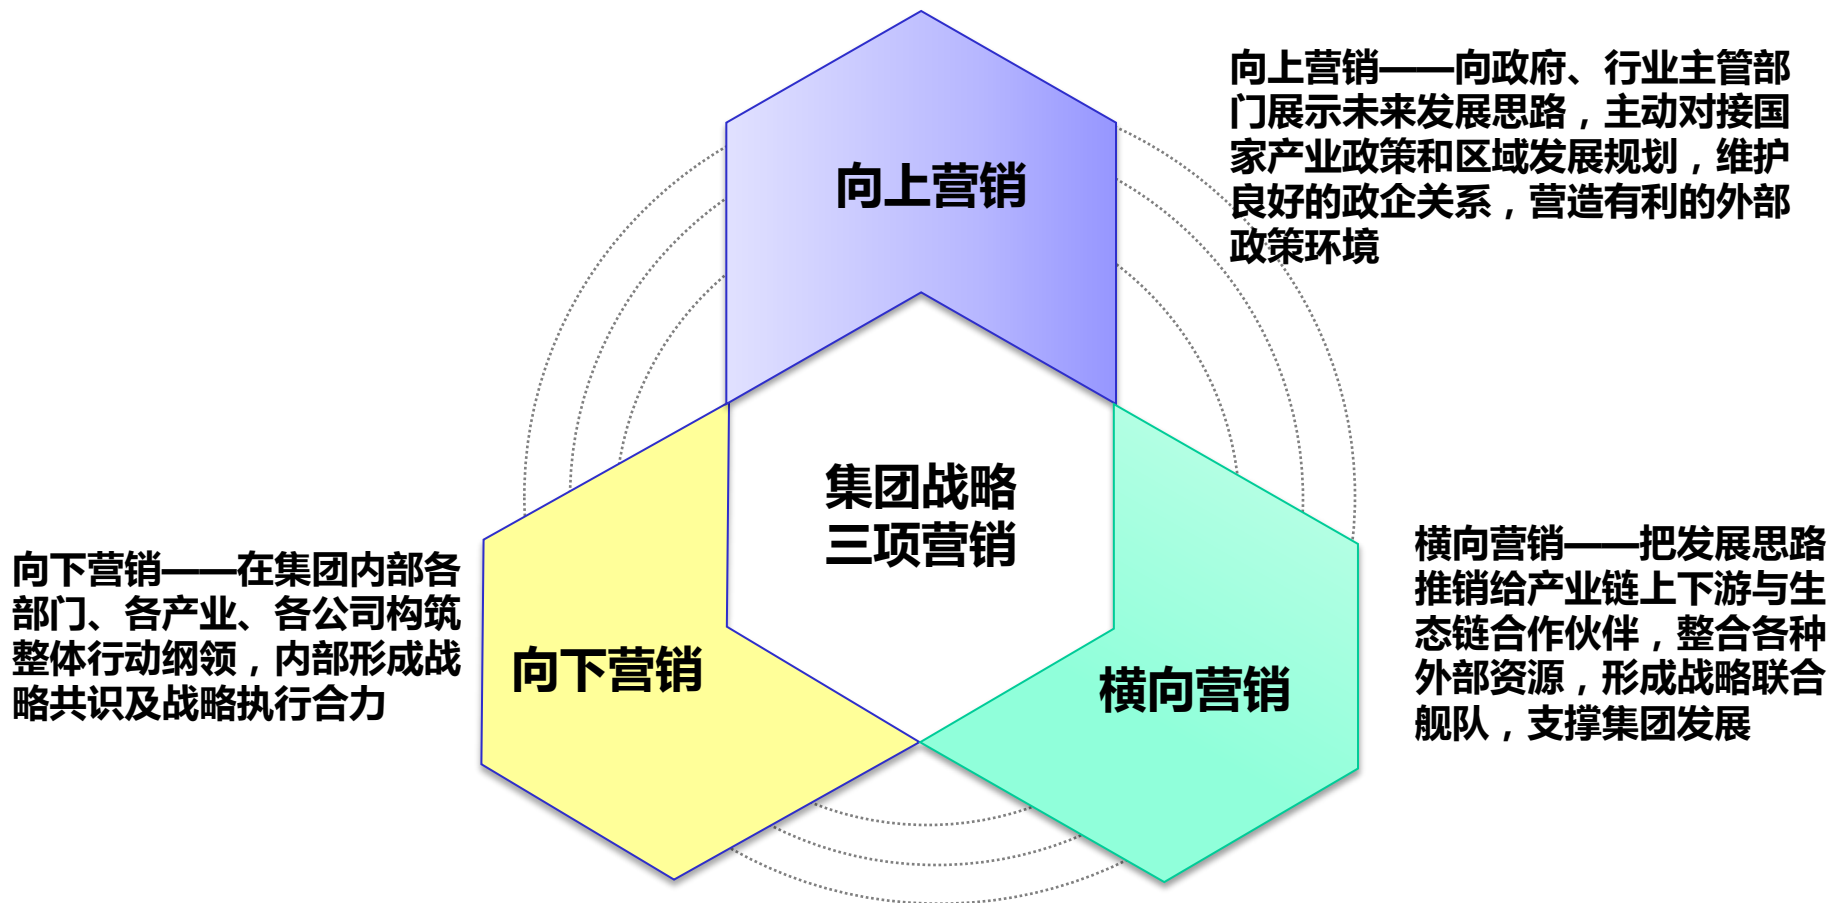 向上营销
向上营销——向政府、行业主管部
门展示未来发展思路，主动对接国
家产业政策和区域发展规划，维护
良好的政企关系，营造有利的外部
政策环境
集团战略
三项营销
向下营销——在集团内部各
部门、各产业、各公司构筑
整体行动纲领，内部形成战
略共识及战略执行合力
向下营销
横向营销
横向营销——把发展思路
推销给产业链上下游与生
态链合作伙伴，整合各种
外部资源，形成战略联合
舰队，支撑集团发展